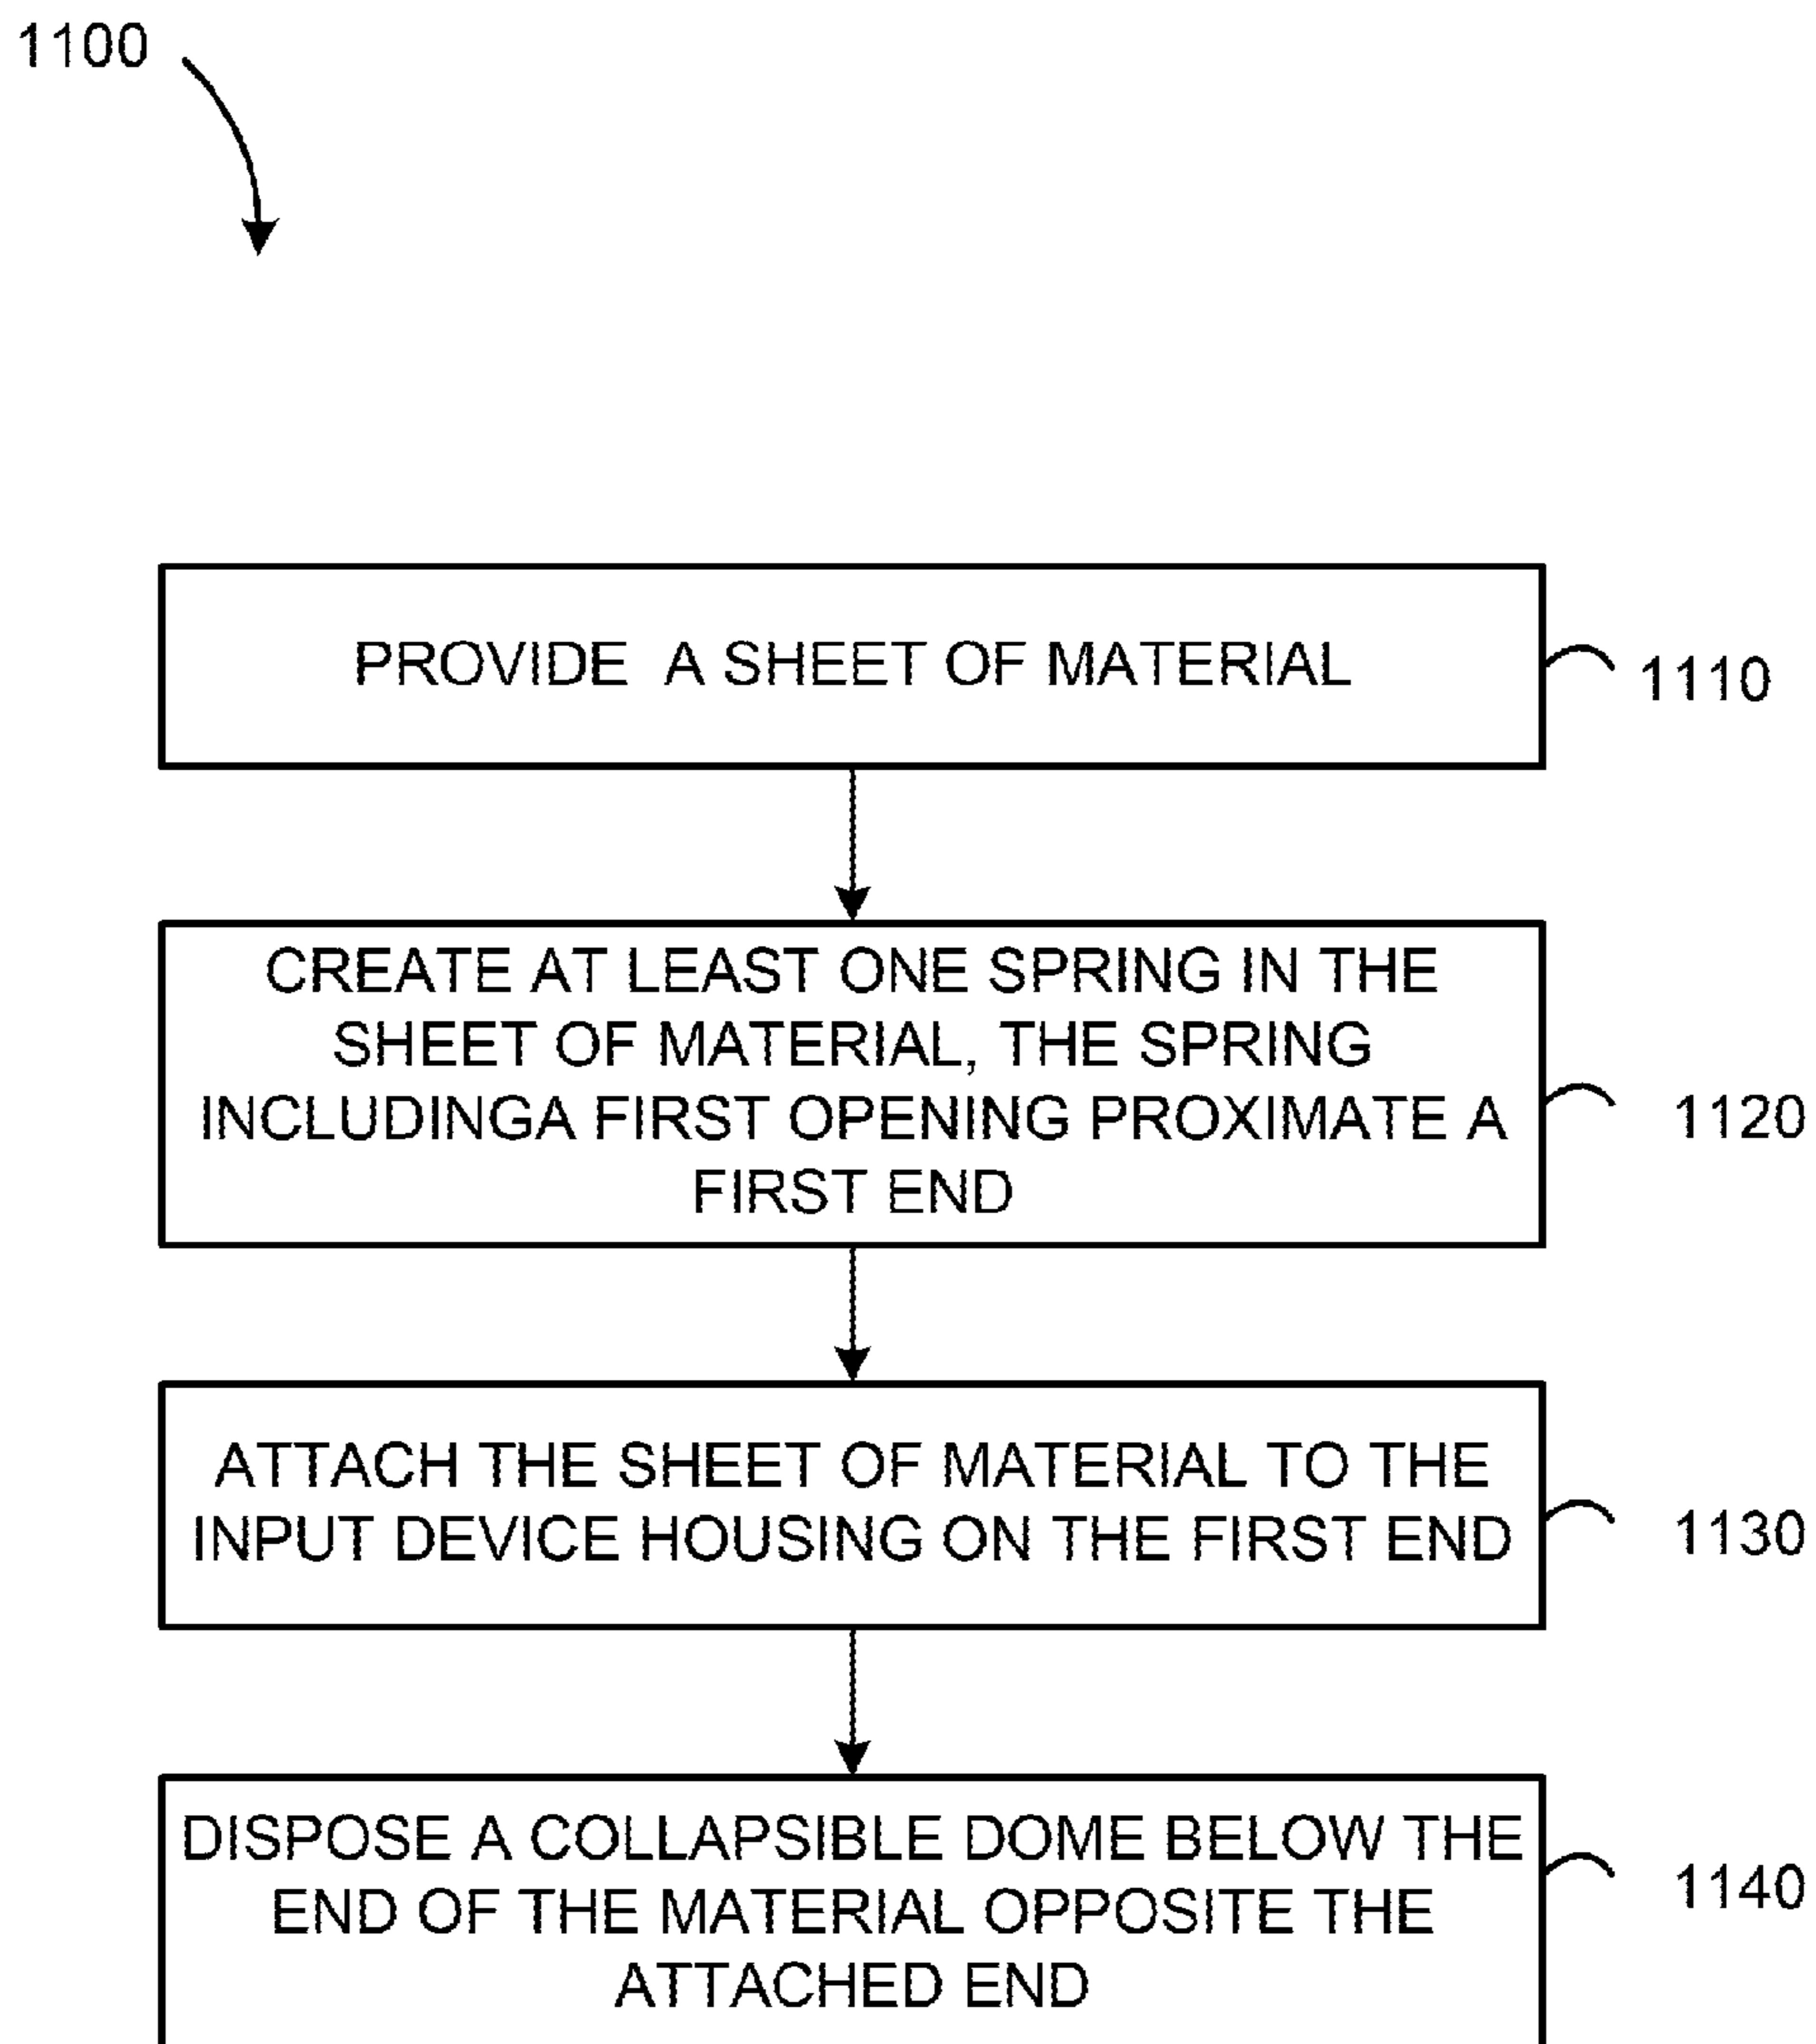 1100
PROVIDE A SHEET OF MATERIAL
1110
CREATE AT LEAST ONE SPRING IN THE
SHEET OF MATERIAL, THE SPRING
INCLUDINGA FIRST OPENING PROXIMATE A
FIRST END
1120
ATTACH THE SHEET OF MATERIAL TO THE
INPUT DEVICE HOUSING ON THE FIRST END
1130
DISPOSE A COLLAPSIBLE DOME BELOW THE
END OF THE MATERIAL OPPOSITE THE
ATTACHED END
1140